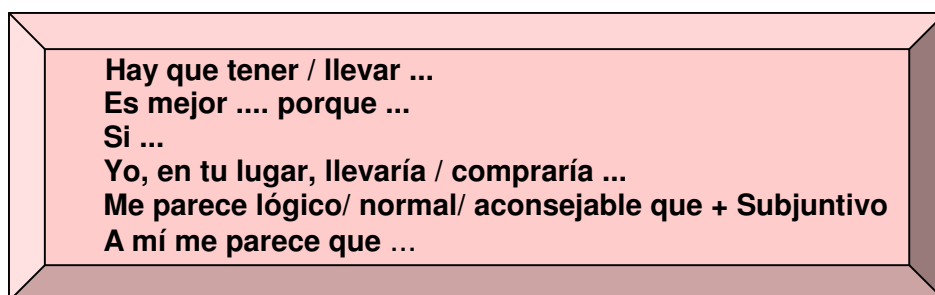 Hay que tener / llevar ...
Es mejor .... porque ...
Si ...
Yo, en tu lugar, llevaría / compraría ...
Me parece lógico/ normal/ aconsejable que + Subjuntivo
A mí me parece que ...